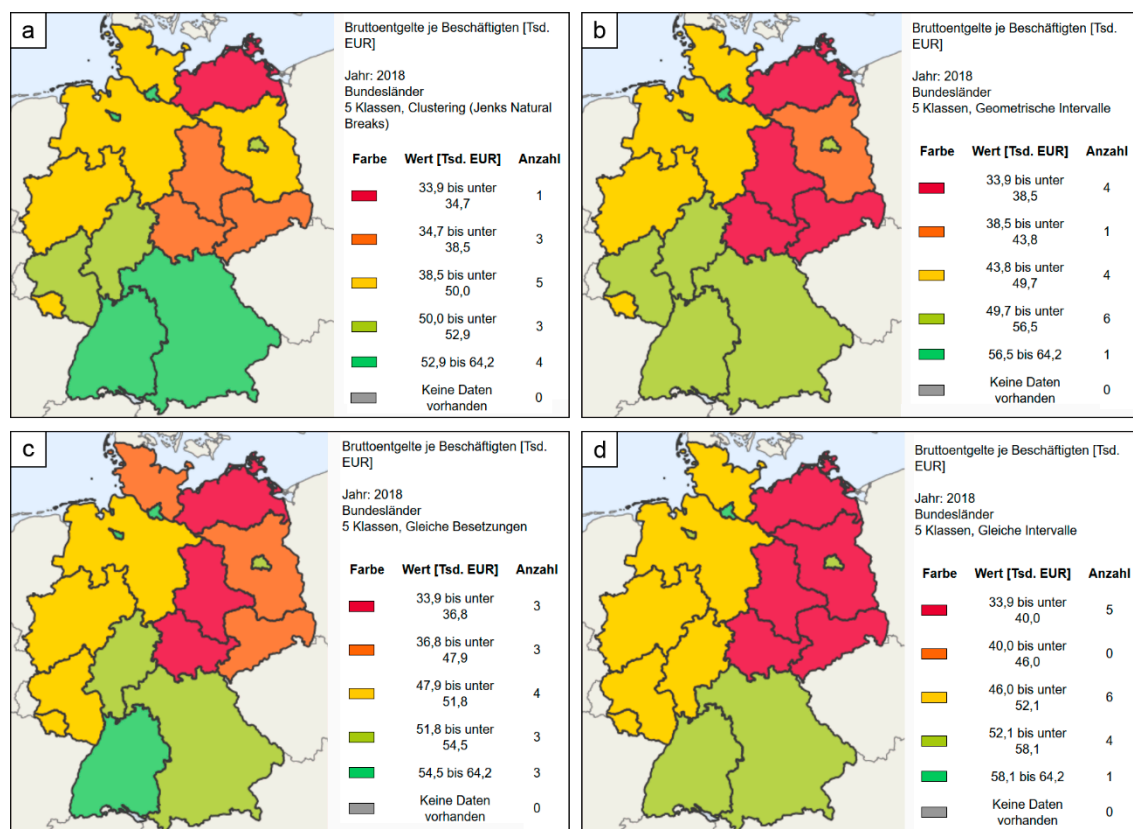 a
Bruttoentgelte je Beschäftigten [Tsd.
EUR]
Jahr: 2018
Bundesländer
5 Klassen, Clustering (Jenks Natural
Breaks)
Farbe Wert [Tsd. EUR] Anzahl
33,9 bis unter
34,7
1
34,7 bis unter
38,5
3
38,5 bis unter
50,0
5
50,0 bis unter
52,9
3
52,9 bis 64,2 4
Keine Daten
vorhanden
0
b
Bruttoentgelte je Beschäftigten [Tsd.
EUR]
Jahr: 2018
Bundesländer
5 Klassen, Geometrische Intervalle
Farbe Wert [Tsd. EUR] Anzahl
33,9 bis unter
38,5
4
38,5 bis unter
43,8
1
43,8 bis unter
49,7
4
49,7 bis unter
56,5
6
56,5 bis 64,2 1
Keine Daten
vorhanden
0
c
Bruttoentgelte je Beschäftigten [Tsd.
EUR]
Jahr: 2018
Bundesländer
5 Klassen, Gleiche Besetzungen
Farbe Wert [Tsd. EUR] Anzahl
33,9 bis unter
36,8
3
36,8 bis unter
47,9
3
47,9 bis unter
51,8
4
51,8 bis unter
54,5
3
54,5 bis 64,2 3
Keine Daten
vorhanden
0
d
Bruttoentgelte je Beschäftigten [Tsd.
EUR]
Jahr: 2018
Bundesländer
5 Klassen, Gleiche Intervalle
Farbe Wert [Tsd. EUR] Anzahl
33,9 bis unter
40,0
5
40,0 bis unter
46,0
0
46,0 bis unter
52,1
6
52,1 bis unter
58,1
4
58,1 bis 64,2 1
Keine Daten
vorhanden
0